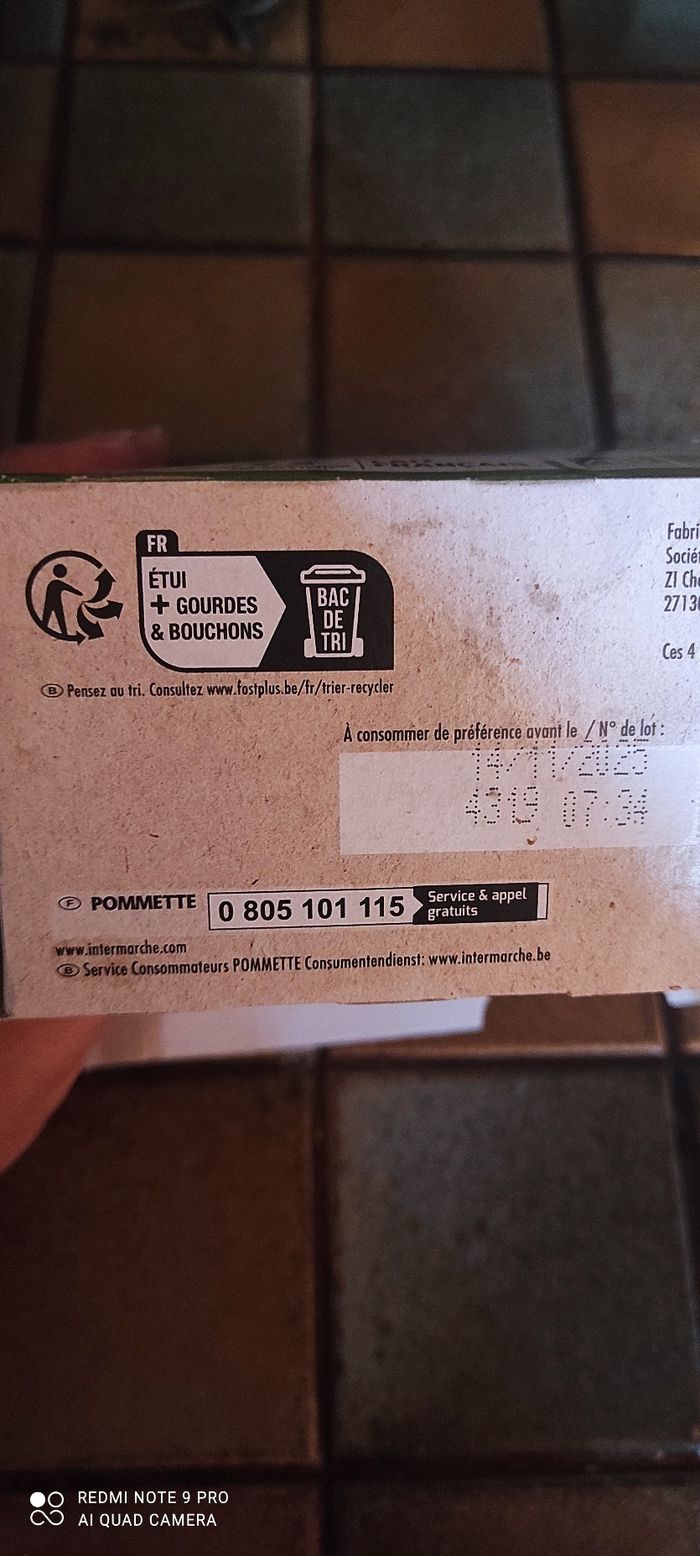 FR
ÉTUI
+ GOURDES
& BOUCHONS
BAC
DE
TRI
B Pensez au tri. Consultez www.fostplus.be/fr/trier-recycler
Fabri
Socié
ZI Ch
2713
Ces 4
À consommer de préférence avant le / N° de lot :
14/11/2025
4319 07:34
F POMMETTE 0 805 101 115 Service & appel
gratuits
www.intermarche.com
B Service Consommateurs POMMETTE Consumentendienst: www.intermarche.be
REDMI NOTE 9 PRO
AI QUAD CAMERA